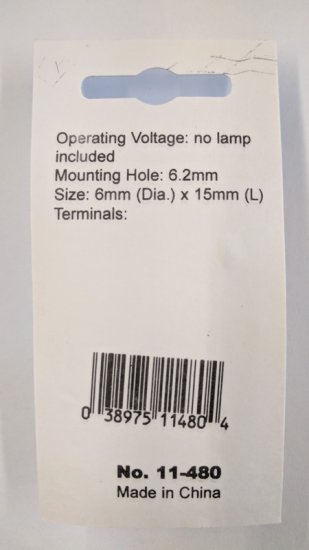 Operating Voltage: no lamp
included
Mounting Hole: 6.2mm
Size: 6mm (Dia.) x 15mm (L)
Terminals:
0 38975 11480 4
No. 11-480
Made in China